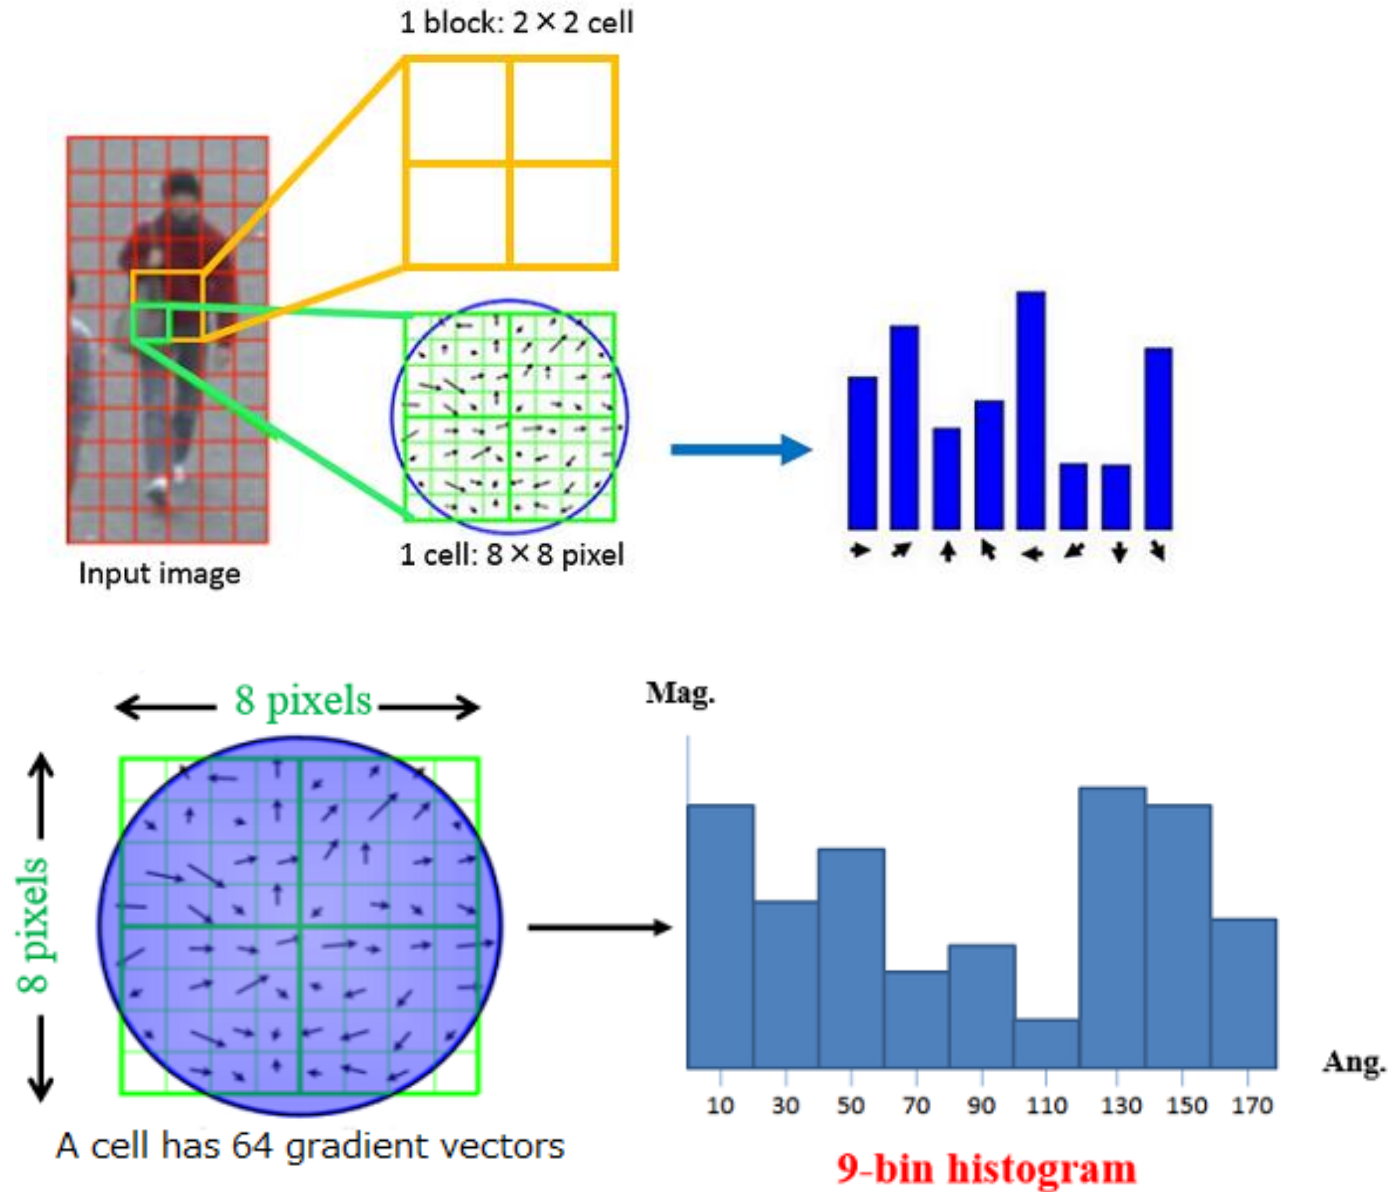 1 block: 2×2 cell
Input image
1 cell: 8×8 pixel
8 pixels
8 pixels
A cell has 64 gradient vectors
Mag.
Ang.
10 30 50 70 90 110 130 150 170
9-bin histogram